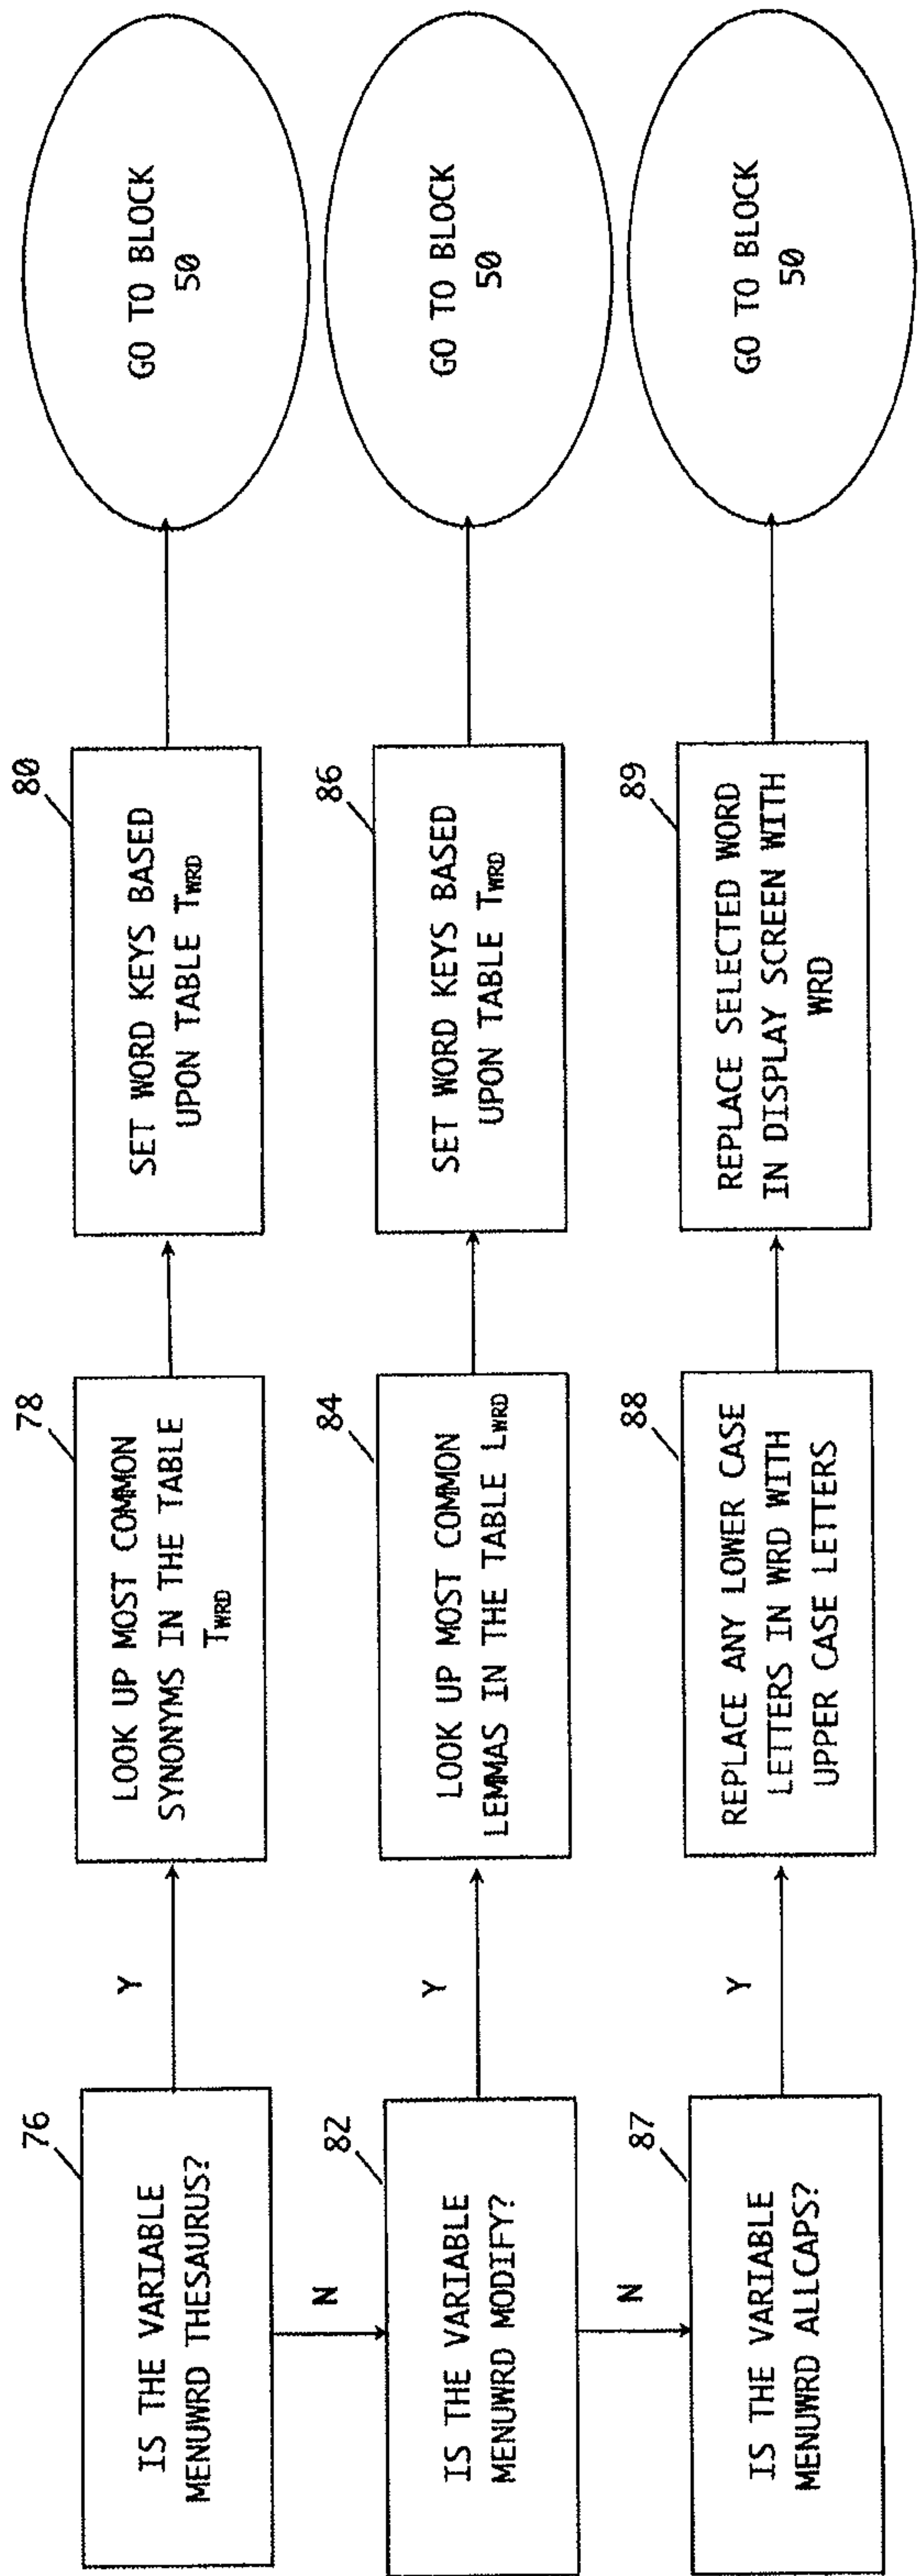 76
IS THE VARIABLE
MENUWRD THESAURUS?
Y
78
LOOK UP MOST COMMON
SYNONYMS IN THE TABLE
TWRD
80
SET WORD KEYS BASED
UPON TABLE TWRD
GO TO BLOCK
50
N
82
IS THE VARIABLE
MENUWRD MODIFY?
Y
84
LOOK UP MOST COMMON
LEMMAS IN THE TABLE LWRD
86
SET WORD KEYS BASED
UPON TABLE TWRD
GO TO BLOCK
50
N
87
IS THE VARIABLE
MENUWRD ALLCAPS?
Y
88
REPLACE ANY LOWER CASE
LETTERS IN WRD WITH
UPPER CASE LETTERS
89
REPLACE SELECTED WORD
IN DISPLAY SCREEN WITH
WRD
GO TO BLOCK
50